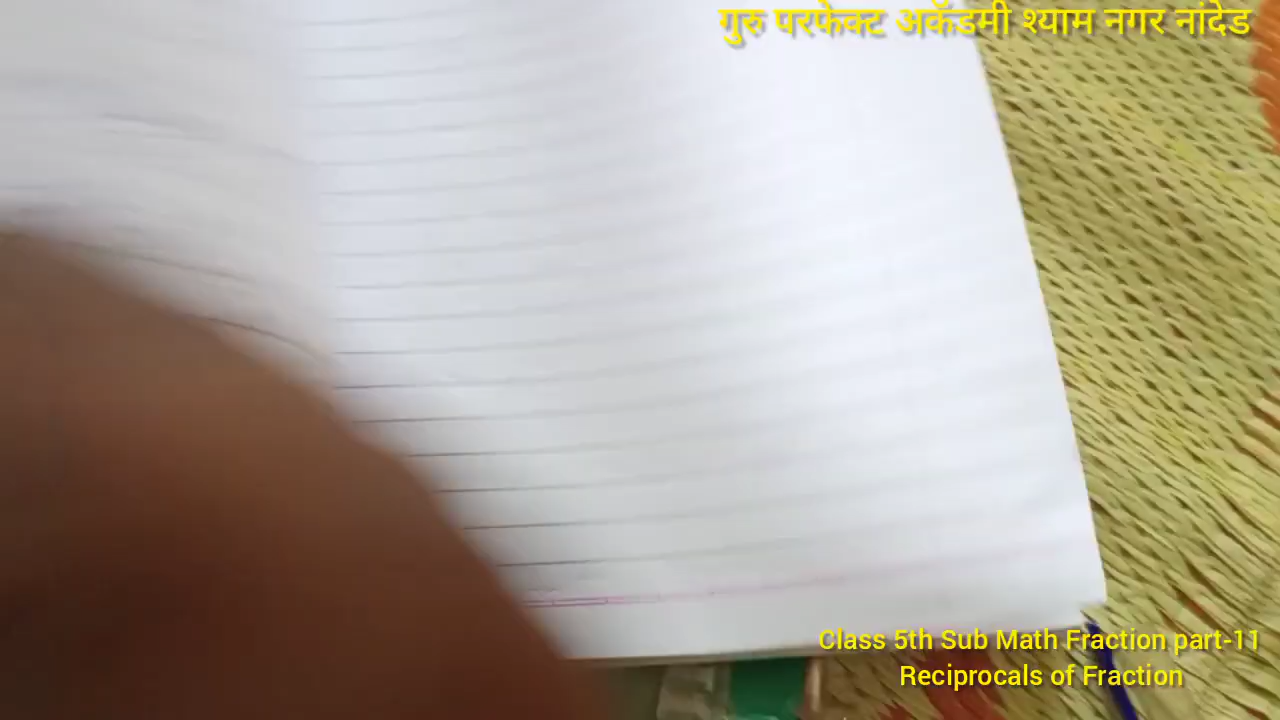 गुरु परफेक्ट अकॅडमी श्याम नगर नांदेड
Class 5th Sub Math Fraction part-11
Reciprocals of Fraction